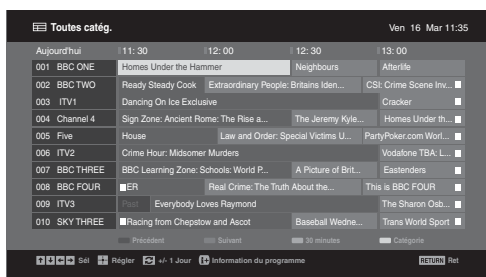 Toutes catég. Ven 16 Mar 11:35
Aujourd'hui 11: 30 12: 00 12: 30 13: 00
001 BBC ONE Homes Under the Hammer Neighbours Afterlife
002 BBC TWO Ready Steady Cook Extraordinary People: Britains Iden... CSI: Crime Scene Inv...
003 ITV1 Dancing On Ice Exclusive Cracker
004 Channel 4 Sign Zone: Ancient Rome: The Rise a... The Jeremy Kyle... Homes Under th...
005 Five House Law and Order: Special Victims U... PartyPoker.com Worl...
006 ITV2 Crime Hour: Midsomer Murders Vodafone TBA: L...
007 BBC THREE BBC Learning Zone: Schools: World P... A Picture of Brit... Eastenders
008 BBC FOUR ER Real Crime: The Truth About the... This is BBC FOUR
009 ITV3 Past Everybody Loves Raymond The Sharon Osb...
010 SKY THREE Racing from Chepstow and Ascot Baseball Wedne... Trans World Sport
Précédent Suivant 30 minutes Catégorie
Sél Régler +/- 1 Jour Information du programme RETURN Ret